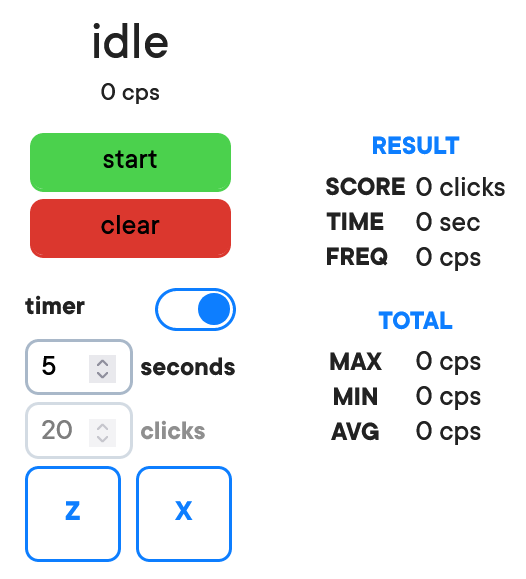 idle
0 cps
start
clear
timer
5 seconds
20 clicks
Z X
RESULT
SCORE 0 clicks
TIME 0 sec
FREQ 0 cps
TOTAL
MAX 0 cps
MIN 0 cps
AVG 0 cps